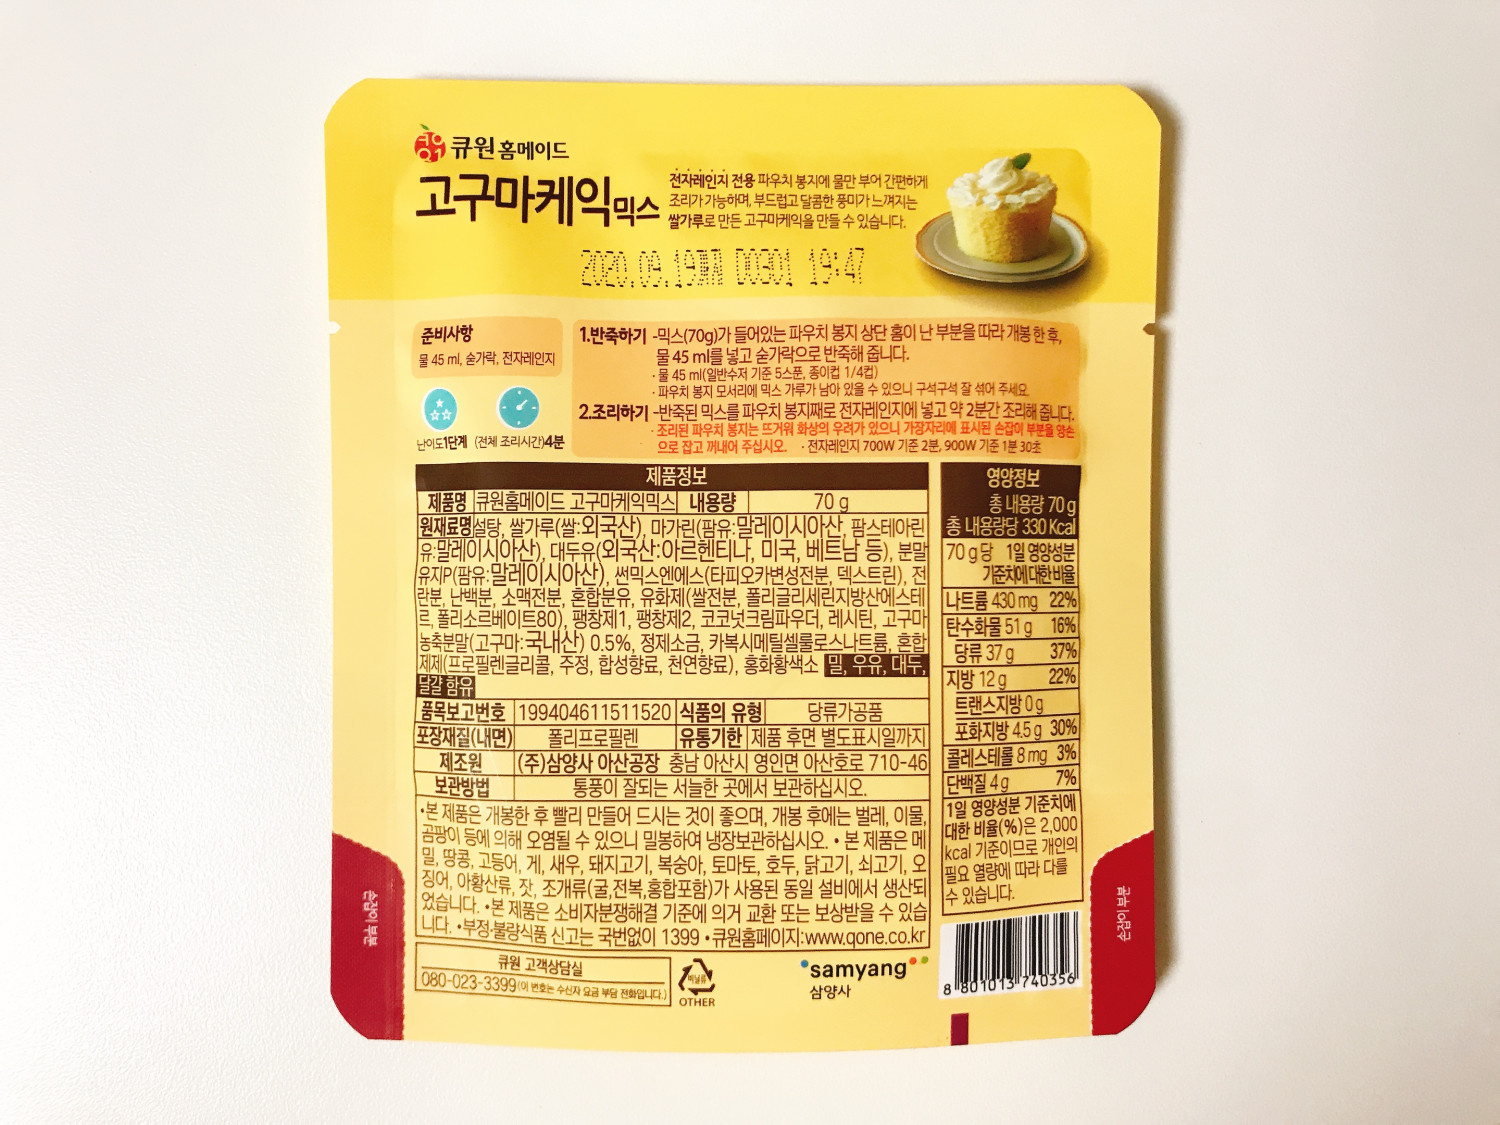 큐원 홈메이드
고구마케익믹스
전자레인지 전용 파우치 봉지에 물만 부어 간편하게
조리가 가능하며, 부드럽고 달콤한 풍미가 느껴지는
쌀가루로 만든 고구마케익을 만들 수 있습니다.
2020.09.19까지 D0301 19:47
준비사항
물 45 ml, 숟가락, 전자레인지
난이도1단계 (전체 조리시간)4분
1.반죽하기 -믹스(70g)가 들어있는 파우치 봉지 상단 홈이 난 부분을 따라 개봉 한 후,
물 45 ml를 넣고 숟가락으로 반죽해 줍니다.
· 물 45 ml(일반수저 기준 5스푼, 종이컵 1/4컵)
· 파우치 봉지 모서리에 믹스 가루가 남아 있을 수 있으니 구석구석 잘 섞어 주세요.
2.조리하기 -반죽된 믹스를 파우치 봉지째로 전자레인지에 넣고 약 2분간 조리해 줍니다.
· 조리된 파우치 봉지는 뜨거워 화상의 우려가 있으니 가장자리에 표시된 손잡이 부분을 양손
으로 잡고 꺼내어 주십시오. · 전자레인지 700W 기준 2분, 900W 기준 1분 30초
제품정보
제품명 큐원홈메이드 고구마케익믹스 내용량 70 g
원재료명 설탕, 쌀가루(쌀:외국산), 마가린(팜유:말레이시아산, 팜스테아린
유:말레이시아산), 대두유(외국산:아르헨티나, 미국, 베트남 등), 분말
유지P(팜유:말레이시아산), 썬믹스엔에스(타피오카변성전분, 덱스트린), 전
란분, 난백분, 소맥전분, 혼합분유, 유화제(쌀전분, 폴리글리세린지방산에스테
르, 폴리소르베이트80), 팽창제1, 팽창제2, 코코넛크림파우더, 레시틴, 고구마
농축분말(고구마:국내산) 0.5%, 정제소금, 카복시메틸셀룰로스나트륨, 혼합
제제(프로필렌글리콜, 주정, 합성향료, 천연향료), 홍화황색소 밀, 우유, 대두,
달걀 함유
품목보고번호 199404611511520 식품의 유형 당류가공품
포장재질(내면) 폴리프로필렌 유통기한 제품 후면 별도표시일까지
제조원 (주)삼양사 아산공장 충남 아산시 영인면 아산호로 710-46
보관방법 통풍이 잘되는 서늘한 곳에서 보관하십시오.
•본 제품은 개봉한 후 빨리 만들어 드시는 것이 좋으며, 개봉 후에는 벌레, 이물,
곰팡이 등에 의해 오염될 수 있으니 밀봉하여 냉장보관하십시오. • 본 제품은 메
밀, 땅콩, 고등어, 게, 새우, 돼지고기, 복숭아, 토마토, 호두, 닭고기, 쇠고기, 오
징어, 아황산류, 잣, 조개류(굴,전복,홍합포함)가 사용된 동일 설비에서 생산되
었습니다. •본 제품은 소비자분쟁해결 기준에 의거 교환 또는 보상받을 수 있습
니다. •부정·불량식품 신고는 국번없이 1399 •큐원홈페이지:www.qone.co.kr
영양정보
총 내용량 70 g
총 내용량당 330 Kcal
70 g당 1일 영양성분
기준치에 대한 비율
나트륨 430 mg 22%
탄수화물 51 g 16%
당류 37 g 37%
지방 12 g 22%
트랜스지방 0 g
포화지방 4.5 g 30%
콜레스테롤 8 mg 3%
단백질 4 g 7%
1일 영양성분 기준치에
대한 비율(%)은 2,000
kcal 기준이므로 개인의
필요 열량에 따라 다를
수 있습니다.
손잡이 부분
손잡이 부분
큐원 고객상담실
080-023-3399(이 번호는 수신자 요금 부담 전화입니다.)
비닐류
OTHER
samyang
삼양사
8 801013 740356